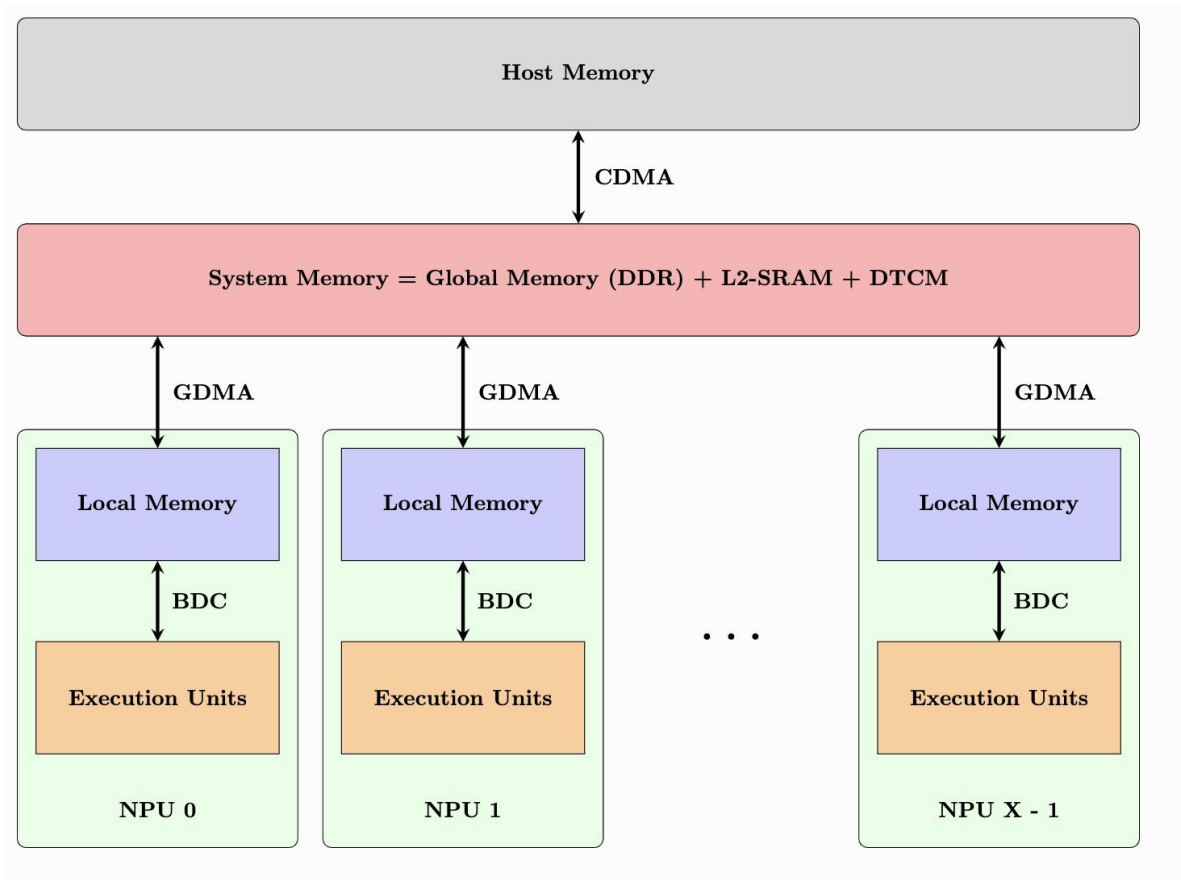 Host Memory
CDMA
System Memory = Global Memory (DDR) + L2-SRAM + DTCM
GDMA
GDMA
GDMA
Local Memory
Local Memory
Local Memory
BDC
BDC
BDC
. . .
Execution Units
Execution Units
Execution Units
NPU 0
NPU 1
NPU X - 1